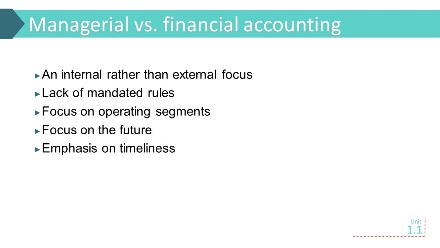 Managerial vs. financial accounting
▶An internal rather than external focus
▶Lack of mandated rules
▶Focus on operating segments
▶Focus on the future
▶Emphasis on timeliness
Unit
1.1